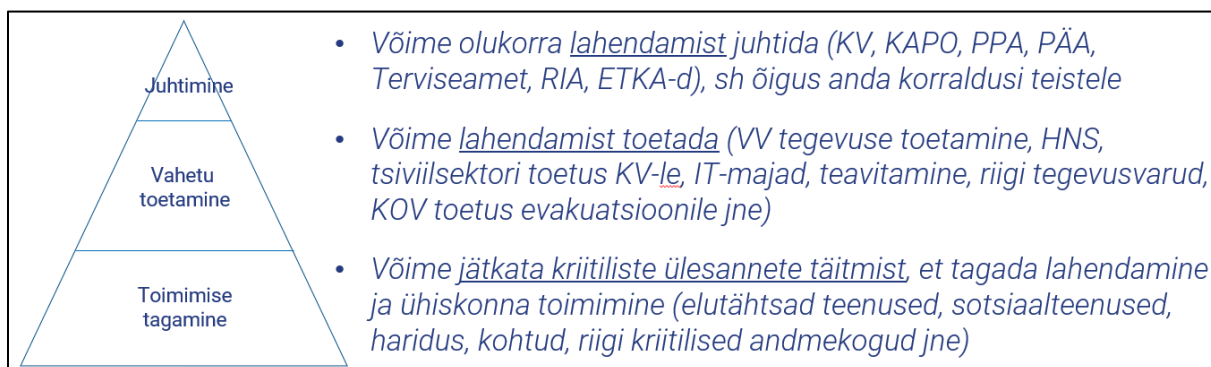 Juhtimine
• Võime olukorra lahendamist juhtida (KV, KAPO, PPA, PÄA,
Terviseamet, RIA, ETKA-d), sh õigus anda korraldusi teistele
Vahetu
toetamine
• Võime lahendamist toetada (VV tegevuse toetamine, HNS,
tsiviilsektori toetus KV-le, IT-majad, teavitamine, riigi tegevusvarud,
KOV toetus evakuatsioonile jne)
Toimimise
tagamine
• Võime jätkata kriitiliste ülesannete täitmist, et tagada lahendamine
ja ühiskonna toimimine (elutähtsad teenused, sotsiaalteenused,
haridus, kohtud, riigi kriitilised andmekogud jne)